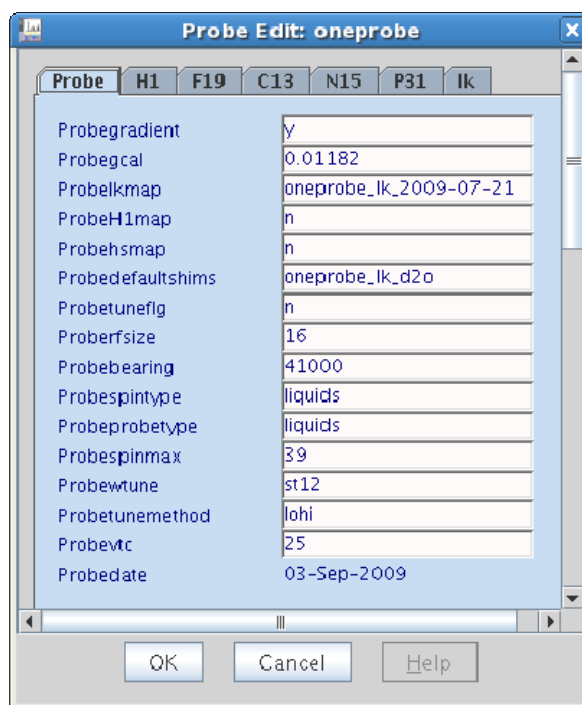 Probe Edit: oneprobe
Probe H1 F19 C13 N15 P31 lk
Probegradient y
Probegcal 0.01182
Probelkmap oneprobe_lk_2009-07-21
ProbeH1map n
Probehsmap n
Probedefaultshims oneprobe_lk_d2o
Probetuneflg n
Proberfsize 16
Probebearing 41000
Probespintype liquids
Probeprobetype liquids
Probespinmax 39
Probewtune st12
Probetunemethod lohi
Probevtc 25
Probedate 03-Sep-2009
OK Cancel Help